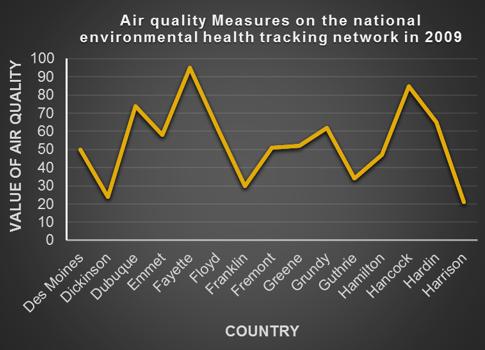 Air quality Measures on the national
environmental health tracking network in 2009
VALUE OF AIR QUALITY
100
90
80
70
60
50
40
30
20
10
0
Des Moines
Dickinson
Dubuque
Emmet
Fayette
Floyd
Franklin
Fremont
Greene
Grundy
Guthrie
Hamilton
Hancock
Hardin
Harrison
COUNTRY